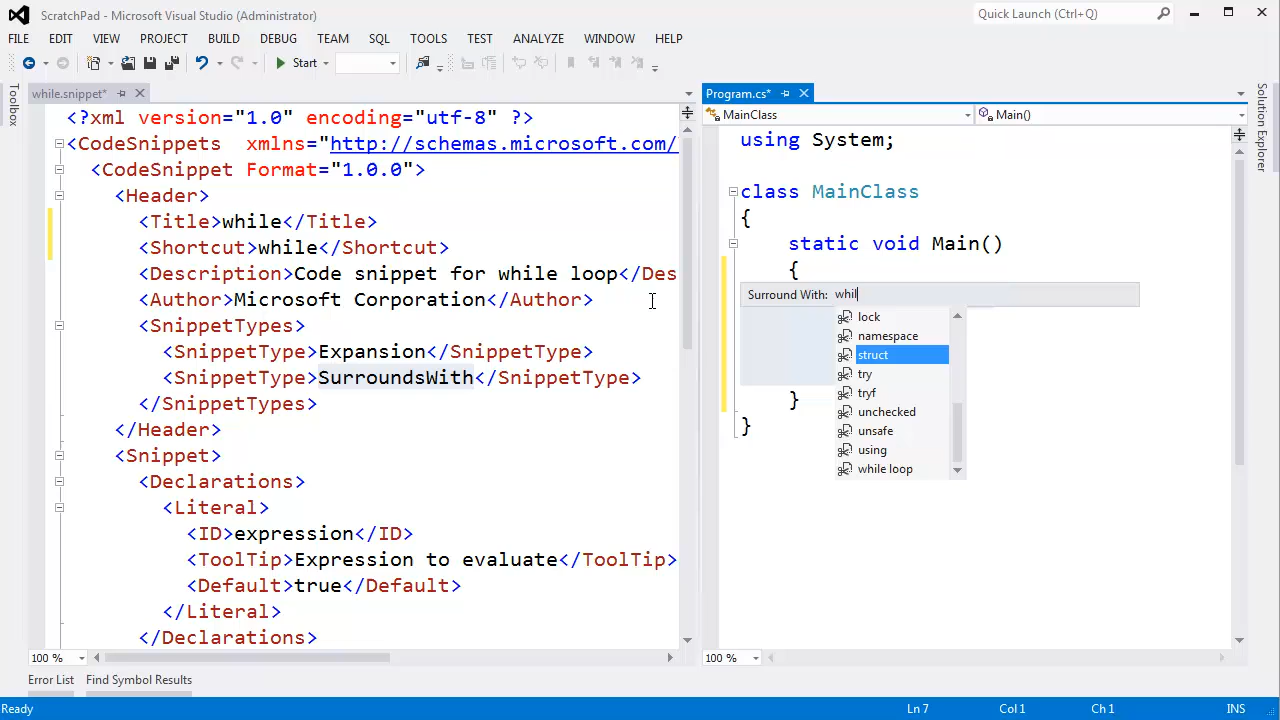 ScratchPad - Microsoft Visual Studio (Administrator)
Quick Launch (Ctrl+Q)
FILE EDIT VIEW PROJECT BUILD DEBUG TEAM SQL TOOLS TEST ANALYZE WINDOW HELP
Start
Toolbox
while.snippet*
<?xml version="1.0" encoding="utf-8" ?>
<CodeSnippets xmlns="http://schemas.microsoft.com/
<CodeSnippet Format="1.0.0">
<Header>
<Title>while</Title>
<Shortcut>while</Shortcut>
<Description>Code snippet for while loop</Des
<Author>Microsoft Corporation</Author>
<SnippetTypes>
<SnippetType>Expansion</SnippetType>
<SnippetType>SurroundsWith</SnippetType>
</SnippetTypes>
</Header>
<Snippet>
<Declarations>
<Literal>
<ID>expression</ID>
<ToolTip>Expression to evaluate</ToolTip>
<Default>true</Default>
</Literal>
</Declarations>
100 %
Program.cs*
MainClass
Main()
using System;
class MainClass
{
static void Main()
{
Surround With: whil
lock
namespace
struct
try
tryf
unchecked
unsafe
using
while loop
}
}
100 %
Solution Explorer
Error List Find Symbol Results
Ready Ln 7 Col 1 Ch 1 INS